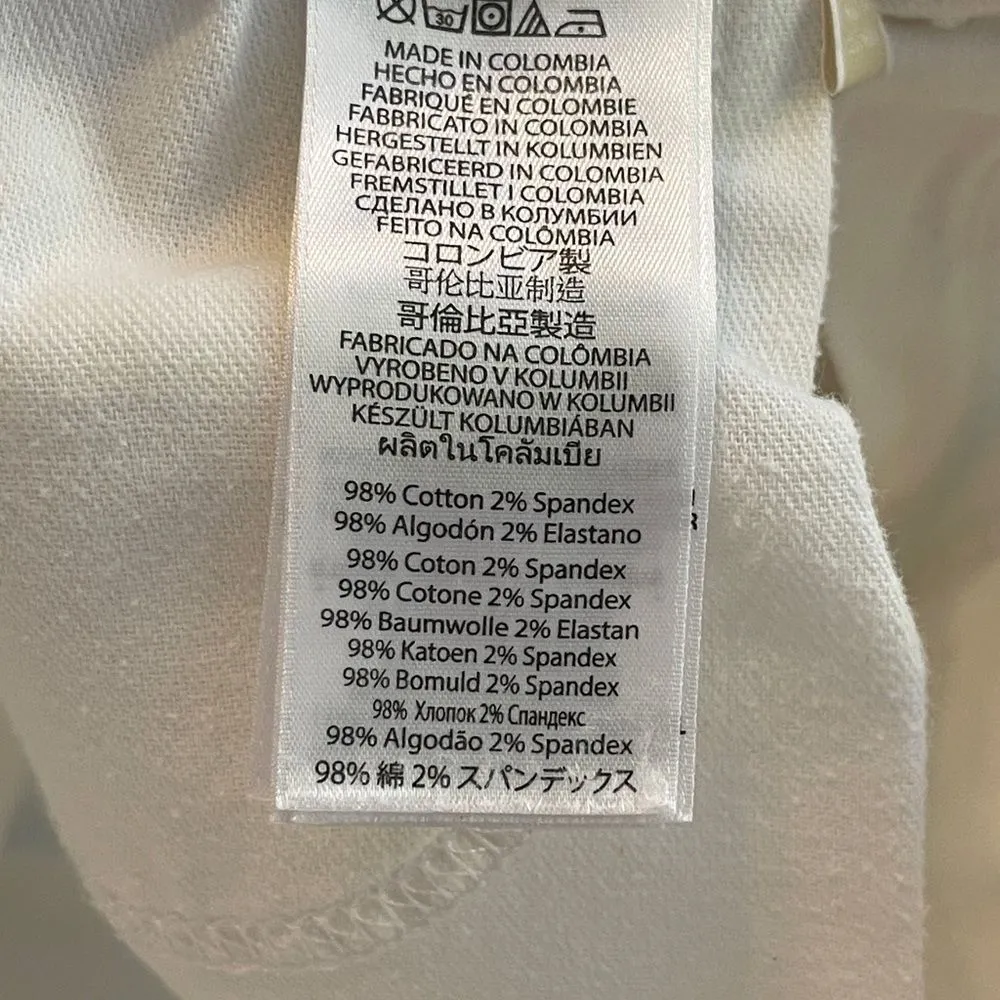 30
MADE IN COLOMBIA
HECHO EN COLOMBIA
FABRIQUÉ EN COLOMBIE
FABBRICATO IN COLOMBIA
HERGESTELLT IN KOLUMBIEN
GEFABRICEERD IN COLOMBIA
FREMSTILLET I COLOMBIA
СДЕЛАНО В КОЛУМБИИ
FEITO NA COLÔMBIA
コロンビア製
哥伦比亚制造
哥倫比亞製造
FABRICADO NA COLÔMBIA
VYROBENO V KOLUMBII
WYPRODUKOWANO W KOLUMBII
KÉSZÜLT KOLUMBIÁBAN
ผลิตในโคลัมเบีย
98% Cotton 2% Spandex
98% Algodón 2% Elastano
98% Coton 2% Spandex
98% Cotone 2% Spandex
98% Baumwolle 2% Elastan
98% Katoen 2% Spandex
98% Bomuld 2% Spandex
98% Хлопок 2% Спандекс
98% Algodão 2% Spandex
98% 綿 2% スパンデックス